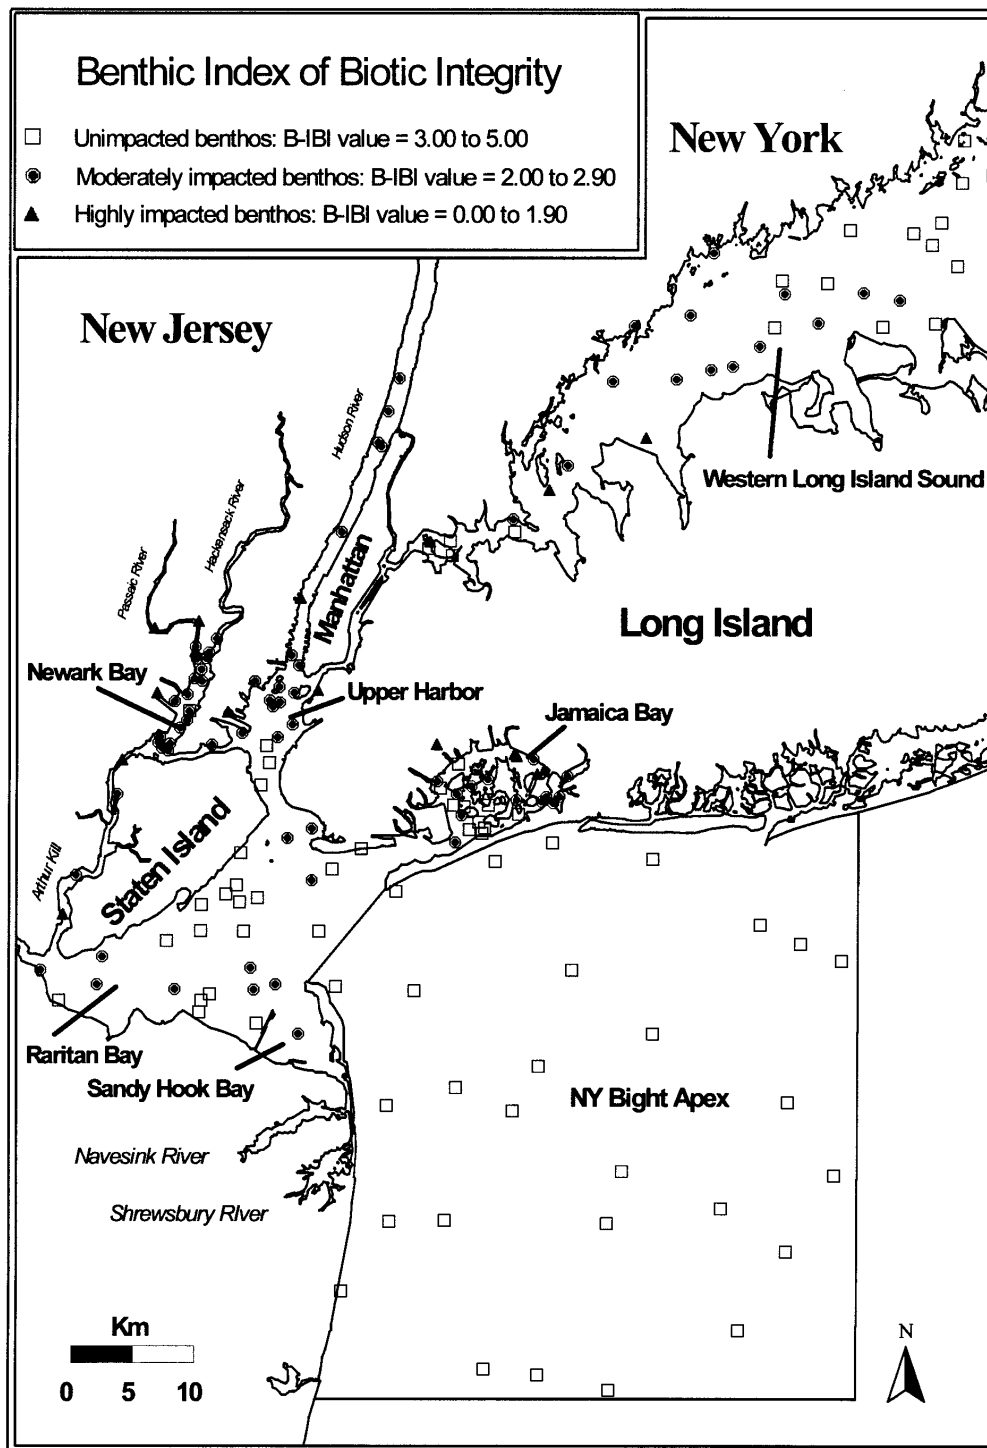 Benthic Index of Biotic Integrity
Unimpacted benthos: B-IBI value = 3.00 to 5.00
Moderately impacted benthos: B-IBI value = 2.00 to 2.90
Highly impacted benthos: B-IBI value = 0.00 to 1.90
New York
New Jersey
Hudson River
Western Long Island Sound
Hackensack River
Passaic River
Manhattan
Long Island
Newark Bay
Upper Harbor
Jamaica Bay
Staten Island
Arthur Kill
Raritan Bay
Sandy Hook Bay
NY Bight Apex
Navesink River
Shrewsbury RIver
Km
0 5 10
N